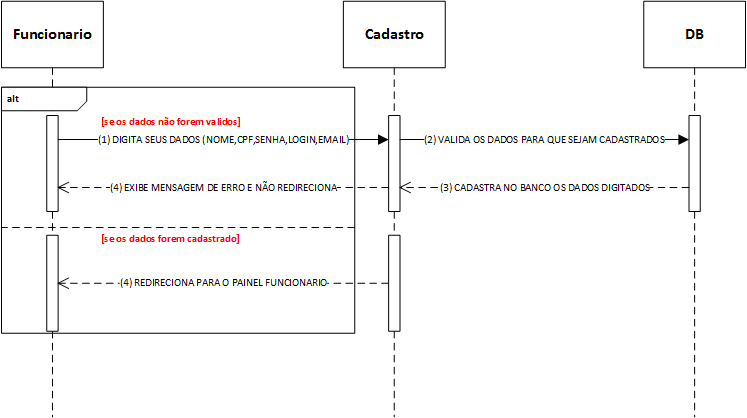 Funcionario
Cadastro
DB
alt
[se os dados não forem validos]
(1) DIGITA SEUS DADOS (NOME,CPF,SENHA,LOGIN,EMAIL)
(2) VALIDA OS DADOS PARA QUE SEJAM CADASTRADOS
(4) EXIBE MENSAGEM DE ERRO E NÃO REDIRECIONA
(3) CADASTRA NO BANCO OS DADOS DIGITADOS
[se os dados forem cadastrado]
(4) REDIRECIONA PARA O PAINEL FUNCIONARIO